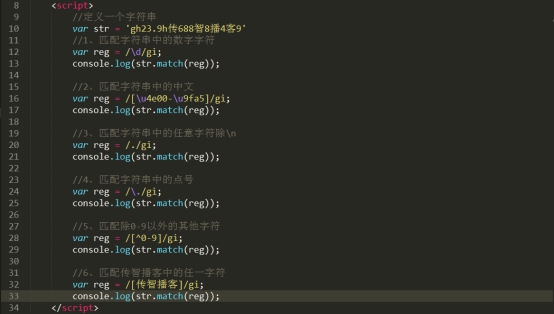 8 <script>
9 //定义一个字符串
10 var str = 'gh23.9h传688智8播4客9'
11 //1、匹配字符串中的数字字符
12 var reg = /\d/gi;
13 console.log(str.match(reg));
14
15 //2、匹配字符串中的中文
16 var reg = /[\u4e00-\u9fa5]/gi;
17 console.log(str.match(reg));
18
19 //3、匹配字符串中的任意字符除\n
20 var reg = /./gi;
21 console.log(str.match(reg));
22
23 //4、匹配字符串中的点号
24 var reg = /\./gi;
25 console.log(str.match(reg));
26
27 //5、匹配除0-9以外的其他字符
28 var reg = /[^0-9]/gi;
29 console.log(str.match(reg));
30
31 //6、匹配传智播客中的任一字符
32 var reg = /[传智播客]/gi;
33 console.log(str.match(reg));
34 </script>